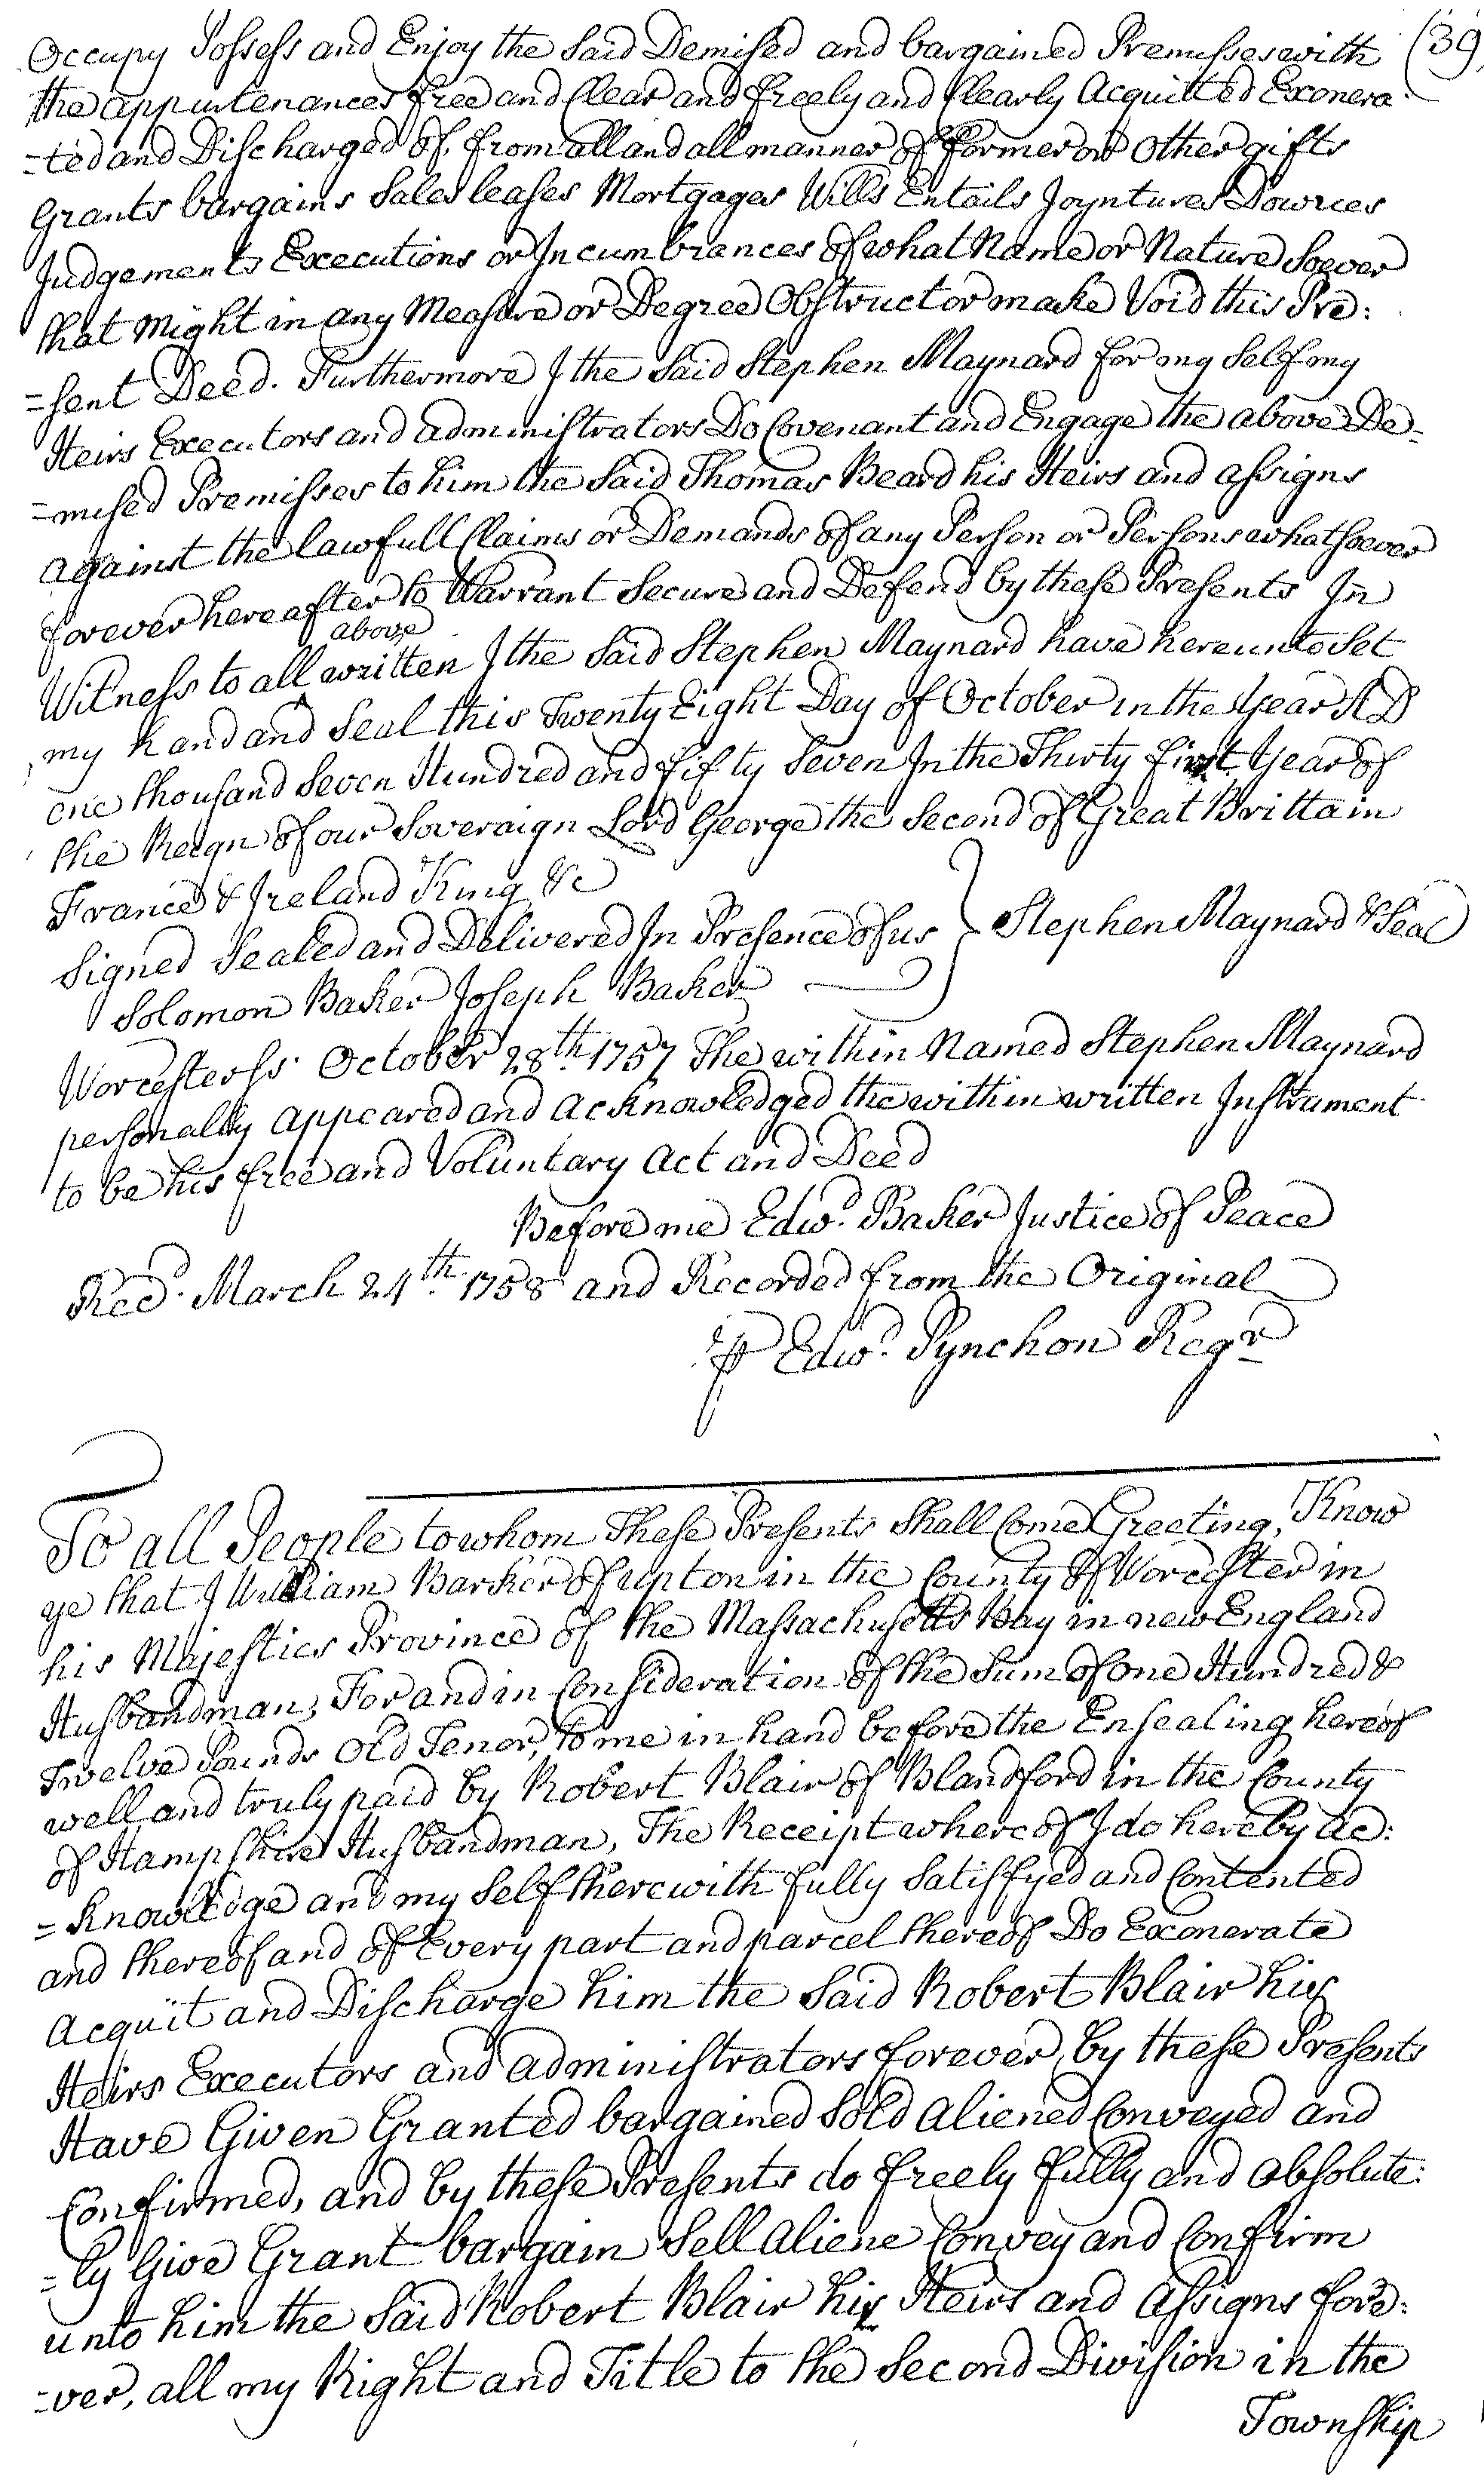 Occupy Possess and Enjoy the Said Demised and bargained Premisses with (39)
the appurtenances free and Clear and freely and Clearly Acquitted Exonera
=ted and Discharged of, from all and all manner of former or Other gifts
Grants bargains Sales leases Mortgages Wills Entails Joyntures Dowries
Judgements Executions or Incumbrances of what Name or Nature Soever
that Might in any Measure or Degree Obstruct or make Void this Pre:
=sent Deed. Furthermore I the Said Stephen Maynard for my Self my
Heirs Executors and administrators Do Covenant and Engage the above De=
=mised Premisses to him the Said Thomas Beard his Heirs and assigns
against the lawfull Claims or Demands of any Person or Persons whatsoever
forever hereafter to Warrant Secure and Defend by these Presents In
above
Witness to all written I the Said Stephen Maynard have hereunto Set
my hand and Seal this Twenty Eight Day of October in the Year AD
one thousand Seven Hundred and fifty Seven In the Thirty first Year of
the Reign of our Soveraign Lord George the Second of Great Brittain
France & Ireland King &c
Signed Sealed and Delivered In Presence of us } Stephen Maynard & Seal
Solomon Baker Joseph Baker
Worcester Ss October 28th. 1757 The within Named Stephen Maynard
personally appeared and acknowledged the within written Instrument
to be his free and Voluntary Act and Deed
Before me Edwd. Baker Justice of Peace
Recd. March 24th. 1758 and Recorded from the Original
℔ Edwd. Pynchon Regr
To all People to whom These Presents Shall Come Greeting, Know
ye that I William Barker of upton in the County of Worcester in
his Majesties Province of the Massachusetts Bay in new England
Husbandman, For and in Consideration of the Sum of one Hundred &
Twelve Pounds Old Tenor, to me in hand before the Ensealing hereof
well and truly paid by Robert Blair of Blandford in the County
of Hampshire Husbandman, The Receipt whereof I do hereby ac:
=knowledge and my Self therewith fully Satisfyed and Contented
and thereof and of Every part and parcel thereof Do Exonerate
Acquit and Discharge him the Said Robert Blair his
Heirs Executors and administrators forever, by these Presents
Have Given Granted bargained Sold aliened Conveyed and
Confirmed, and by these Presents do freely fully and absolute:
=ly Give Grant bargain Sell aliene Convey and Confirm
unto him the Said Robert Blair his Heirs and assigns fore:
=ver, all my Right and Title to the Second Division in the
Township